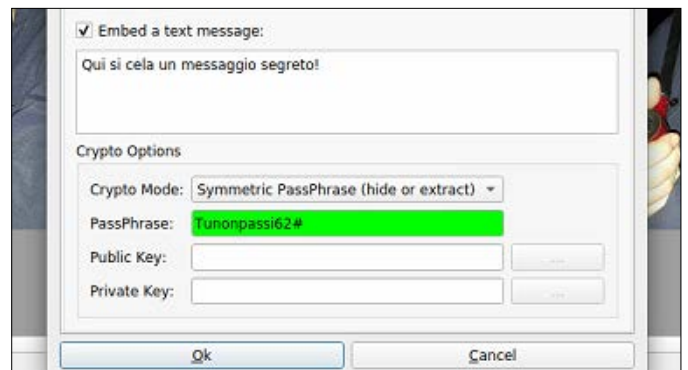 Embed a text message:
Qui si cela un messaggio segreto!
Crypto Options
Crypto Mode: Symmetric PassPhrase (hide or extract)
PassPhrase: Tunonpassi62#
Public Key: ...
Private Key: ...
Ok Cancel